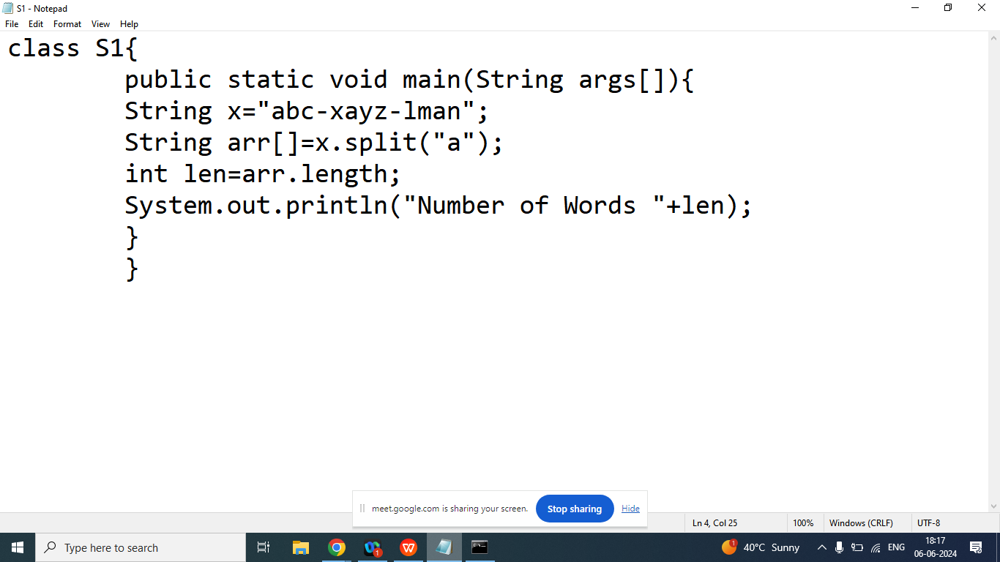 S1 - Notepad
File Edit Format View Help
class S1{
public static void main(String args[]){
String x="abc-xayz-lman";
String arr[]=x.split("a");
int len=arr.length;
System.out.println("Number of Words "+len);
}
}
meet.google.com is sharing your screen. Stop sharing Hide
Ln 4, Col 25 100% Windows (CRLF) UTF-8
Type here to search
1
W
C:\.
1
40°C Sunny
ENG
18:17
06-06-2024